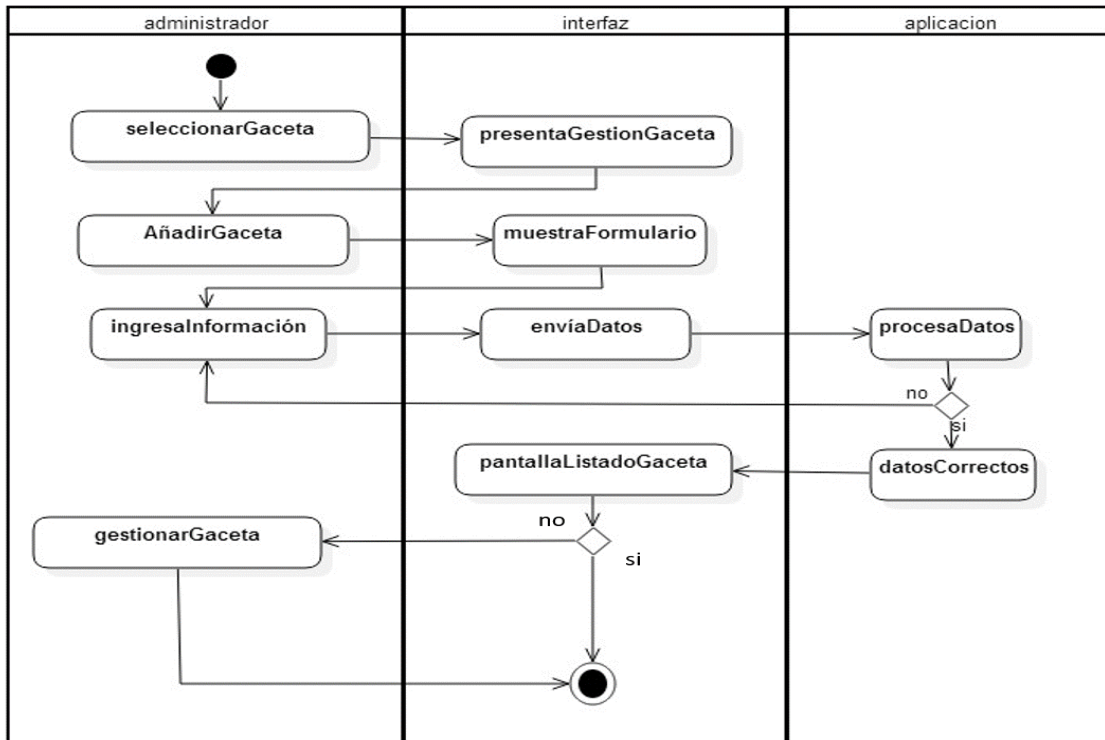 administrador
interfaz
aplicacion
seleccionarGaceta
presentaGestionGaceta
AñadirGaceta
muestraFormulario
ingresaInformación
envíaDatos
procesaDatos
no
si
pantallaListadoGaceta
datosCorrectos
no
gestionarGaceta
si